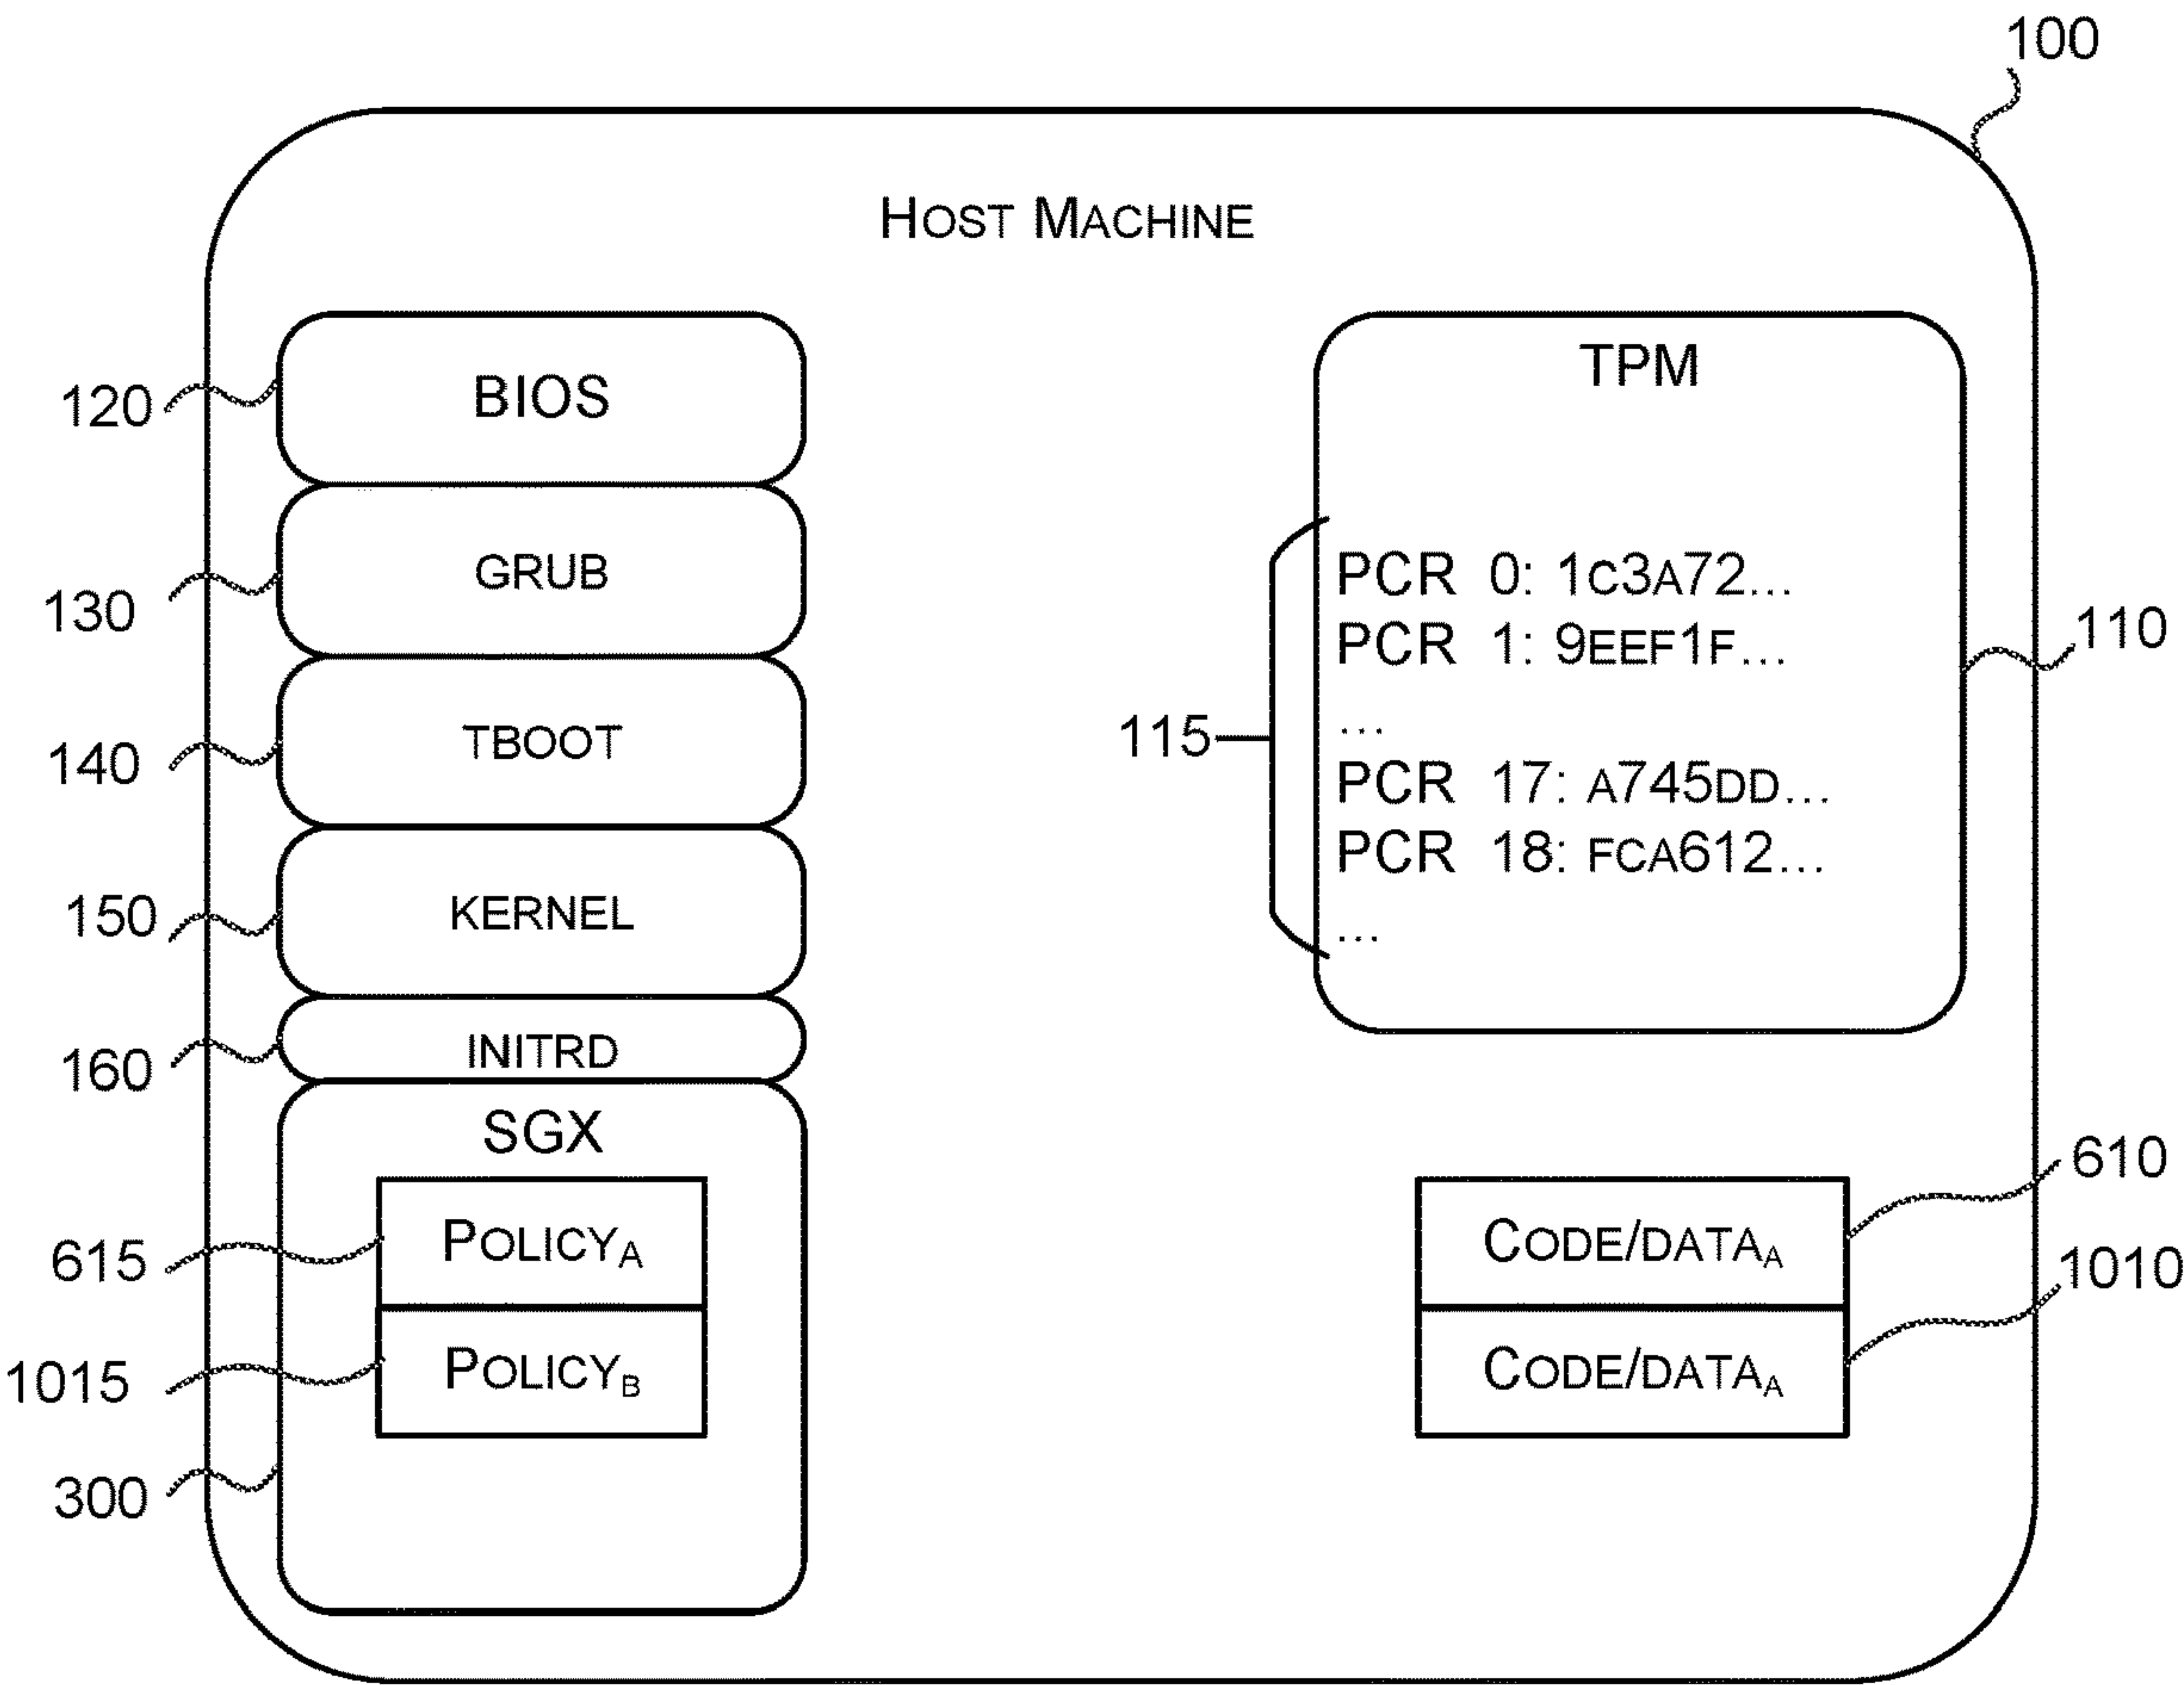 100
HOST MACHINE
BIOS
120
GRUB
130
TBOOT
140
KERNEL
150
INITRD
160
SGX
POLICYA
615
POLICYB
1015
300
TPM
PCR 0: 1C3A72...
PCR 1: 9EEF1F...
...
PCR 17: A745DD...
PCR 18: FCA612...
...
115
110
CODE/DATAA
610
CODE/DATAA
1010